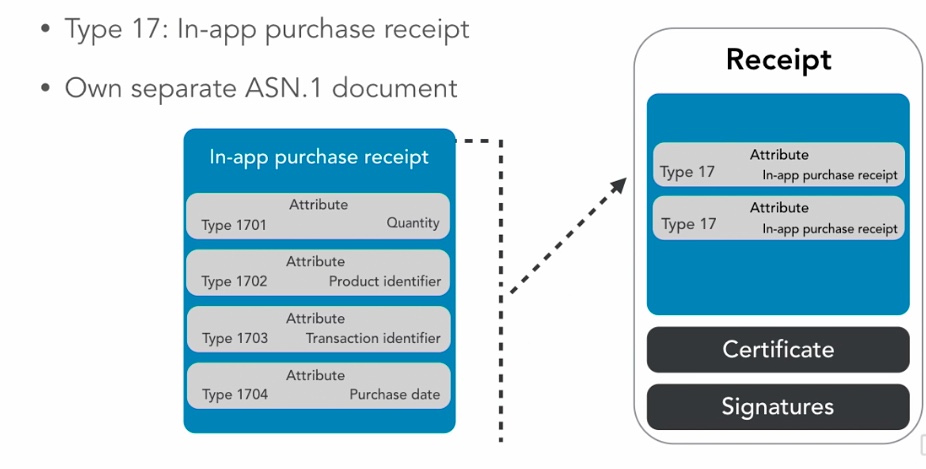 • Type 17: In-app purchase receipt
• Own separate ASN.1 document
In-app purchase receipt
Attribute
Type 1701 Quantity
Attribute
Type 1702 Product identifier
Attribute
Type 1703 Transaction identifier
Attribute
Type 1704 Purchase date
Receipt
Attribute
Type 17 In-app purchase receipt
Attribute
Type 17 In-app purchase receipt
Certificate
Signatures